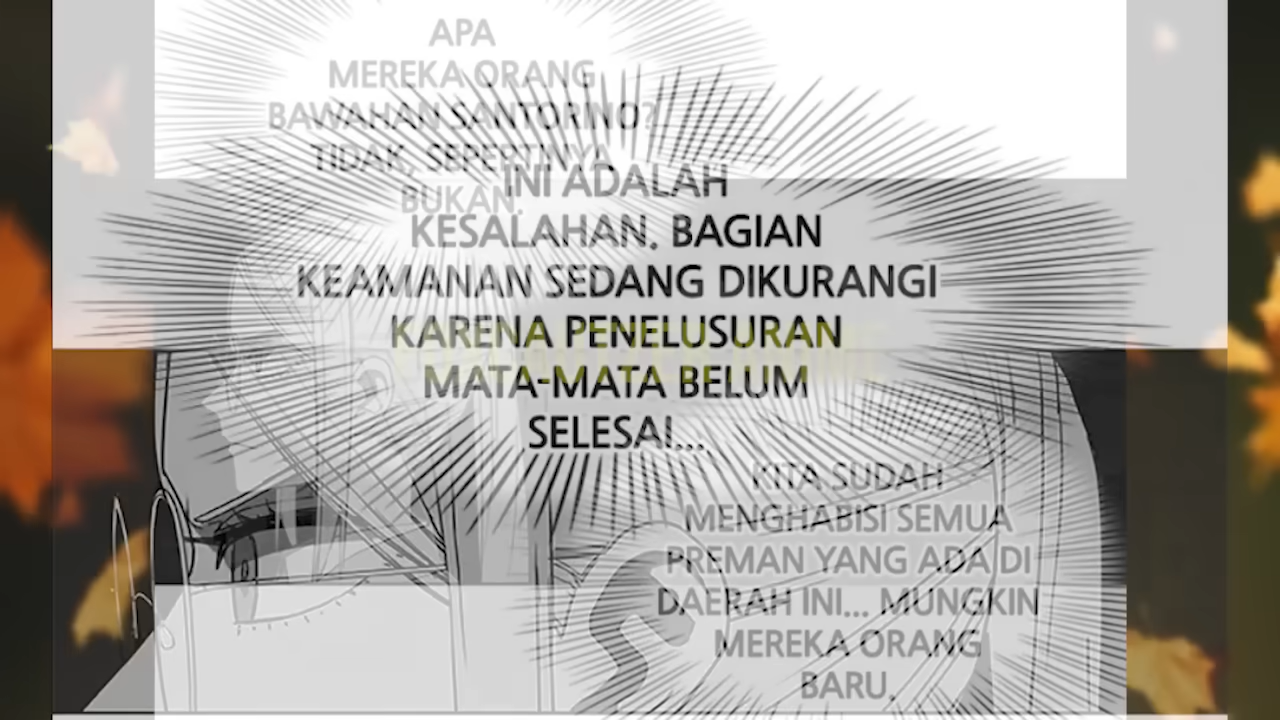 APA
MEREKA ORANG
BAWAHAN SANTORINO?
TIDAK, SEPERTINYA
BUKAN.
INI ADALAH
KESALAHAN. BAGIAN
KEAMANAN SEDANG DIKURANGI
KARENA PENELUSURAN
MATA-MATA BELUM
SELESAI...
KITA SUDAH
MENGHABISI SEMUA
PREMAN YANG ADA DI
DAERAH INI... MUNGKIN
MEREKA ORANG
BARU.